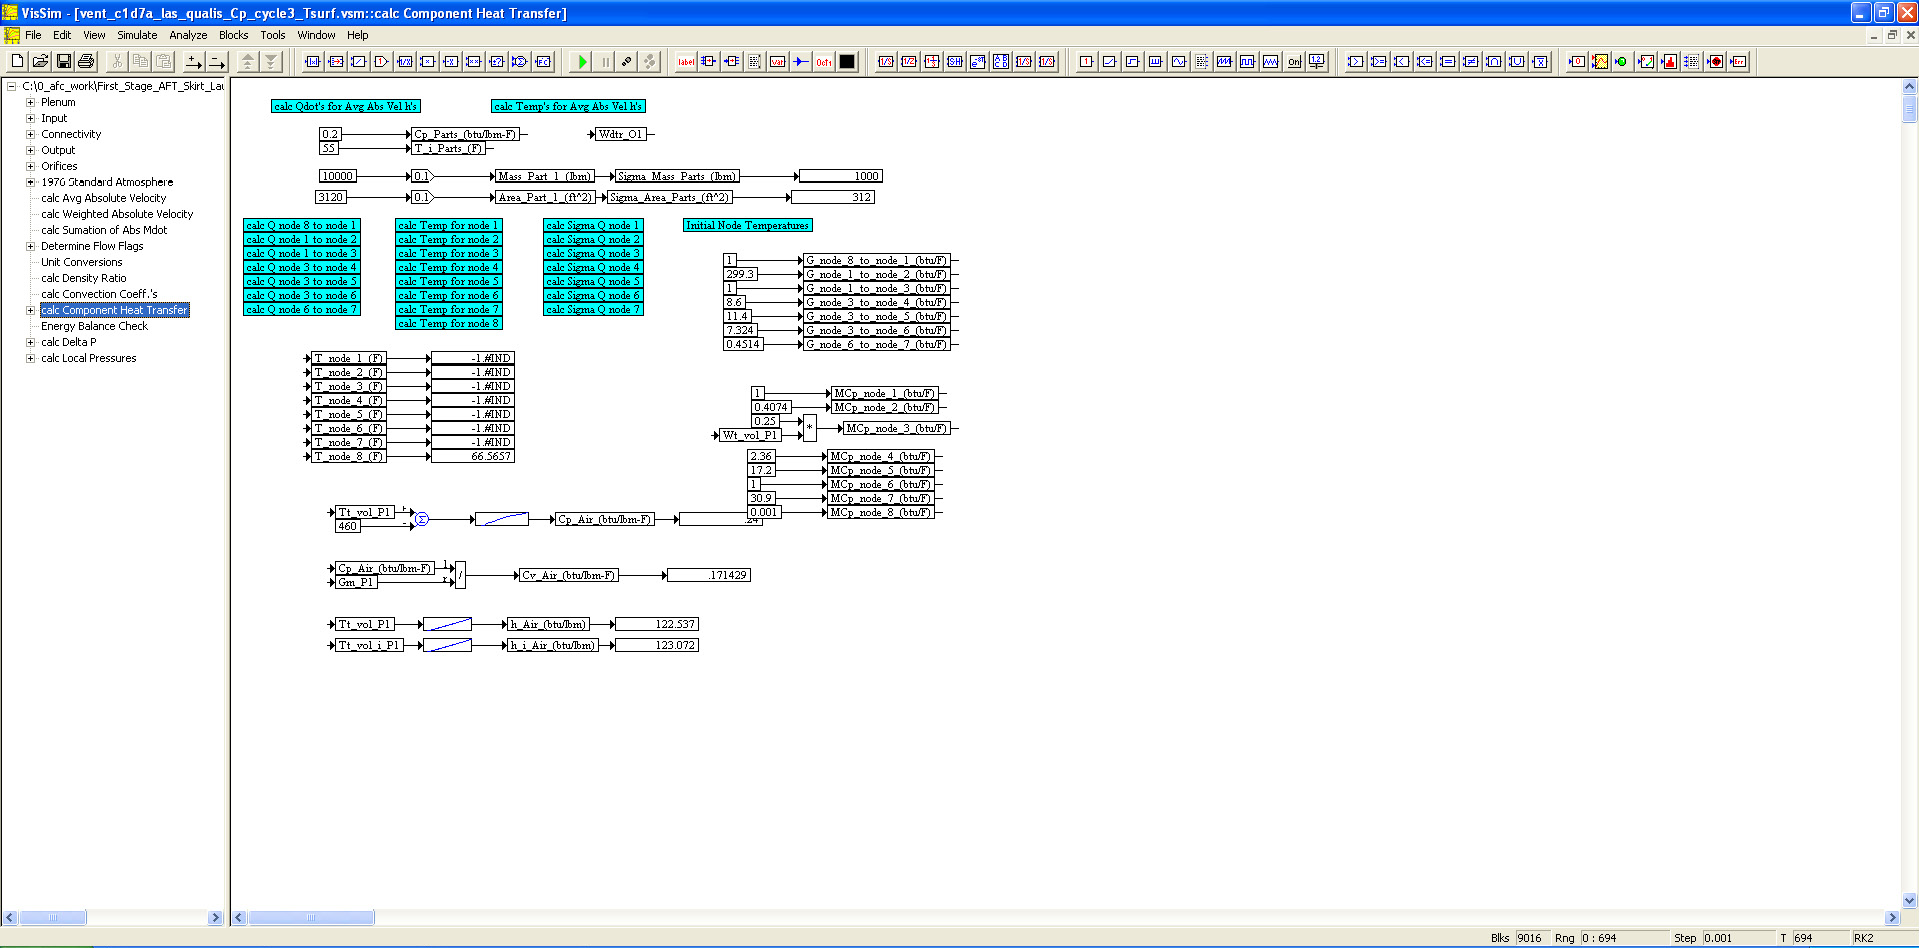 VisSim - [vent_c1d7a_las_qualis_Cp_cycle3_Tsurf.vsm::calc Component Heat Transfer]
File Edit View Simulate Analyze Blocks Tools Window Help
C:\0_afc_work\First_Stage_AFT_Skirt_Lau
Plenum
Input
Connectivity
Output
Orifices
1976 Standard Atmosphere
calc Avg Absolute Velocity
calc Weighted Absolute Velocity
calc Sumation of Abs Mdot
Determine Flow Flags
Unit Conversions
calc Density Ratio
calc Convection Coeff.'s
calc Component Heat Transfer
Energy Balance Check
calc Delta P
calc Local Pressures
calc Qdot's for Avg Abs Vel h's calc Temp's for Avg Abs Vel h's
0.2 Cp_Parts_(btu/lbm-F) Wdtr_O1
55 T_i_Parts_(F)
10000 0.1 Mass_Part_1_(lbm) Sigma_Mass_Parts_(lbm) 1000
3120 0.1 Area_Part_1_(ft^2) Sigma_Area_Parts_(ft^2) 312
calc Q node 8 to node 1 calc Temp for node 1 calc Sigma Q node 1 Initial Node Temperatures
calc Q node 1 to node 2 calc Temp for node 2 calc Sigma Q node 2
calc Q node 1 to node 3 calc Temp for node 3 calc Sigma Q node 3
calc Q node 3 to node 4 calc Temp for node 4 calc Sigma Q node 4
calc Q node 3 to node 5 calc Temp for node 5 calc Sigma Q node 5
calc Q node 3 to node 6 calc Temp for node 6 calc Sigma Q node 6
calc Q node 6 to node 7 calc Temp for node 7 calc Sigma Q node 7
calc Temp for node 8
1 G_node_8_to_node_1_(btu/F)
299.3 G_node_1_to_node_2_(btu/F)
1 G_node_1_to_node_3_(btu/F)
8.6 G_node_3_to_node_4_(btu/F)
11.4 G_node_3_to_node_5_(btu/F)
7.324 G_node_3_to_node_6_(btu/F)
0.4514 G_node_6_to_node_7_(btu/F)
T_node_1_(F) -1.#IND
T_node_2_(F) -1.#IND
T_node_3_(F) -1.#IND
T_node_4_(F) -1.#IND
T_node_5_(F) -1.#IND
T_node_6_(F) -1.#IND
T_node_7_(F) -1.#IND
T_node_8_(F) 66.5657
1 MCp_node_1_(btu/F)
0.4074 MCp_node_2_(btu/F)
0.25
Wt_vol_P1 * MCp_node_3_(btu/F)
2.36 MCp_node_4_(btu/F)
17.2 MCp_node_5_(btu/F)
1 MCp_node_6_(btu/F)
30.9 MCp_node_7_(btu/F)
0.001 MCp_node_8_(btu/F)
Tt_vol_P1 + Σ Cp_Air_(btu/lbm-F) .24
460 -
Cp_Air_(btu/lbm-F) l / Cv_Air_(btu/lbm-F) .171429
Gm_P1 r
Tt_vol_P1 h_Air_(btu/lbm) 122.537
Tt_vol_i_P1 h_i_Air_(btu/lbm) 123.072
Blks 9016 Rng 0 : 694 Step 0.001 T 694 RK2